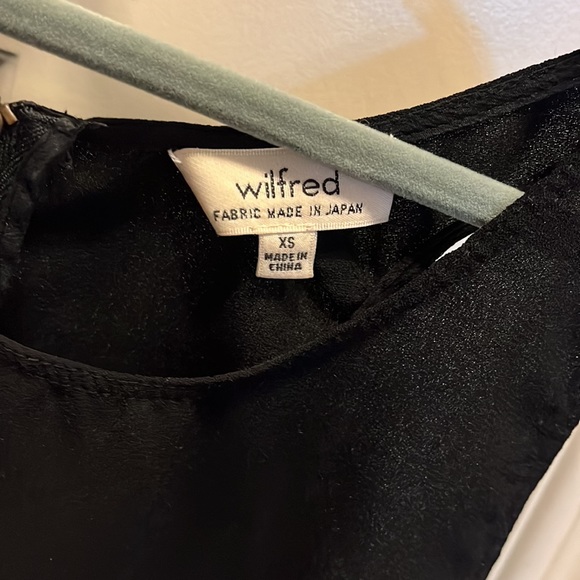 wilfred
FABRIC MADE IN JAPAN
XS
MADE IN
CHINA